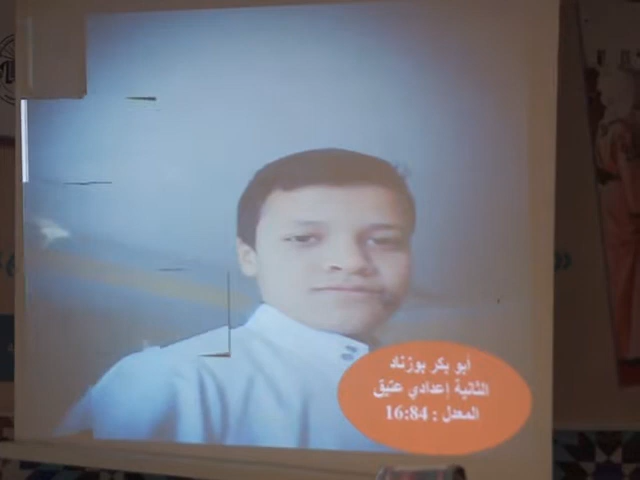 أبو بكر بوزناد
الثانية إعدادي عتيق
المعدل : 16:84